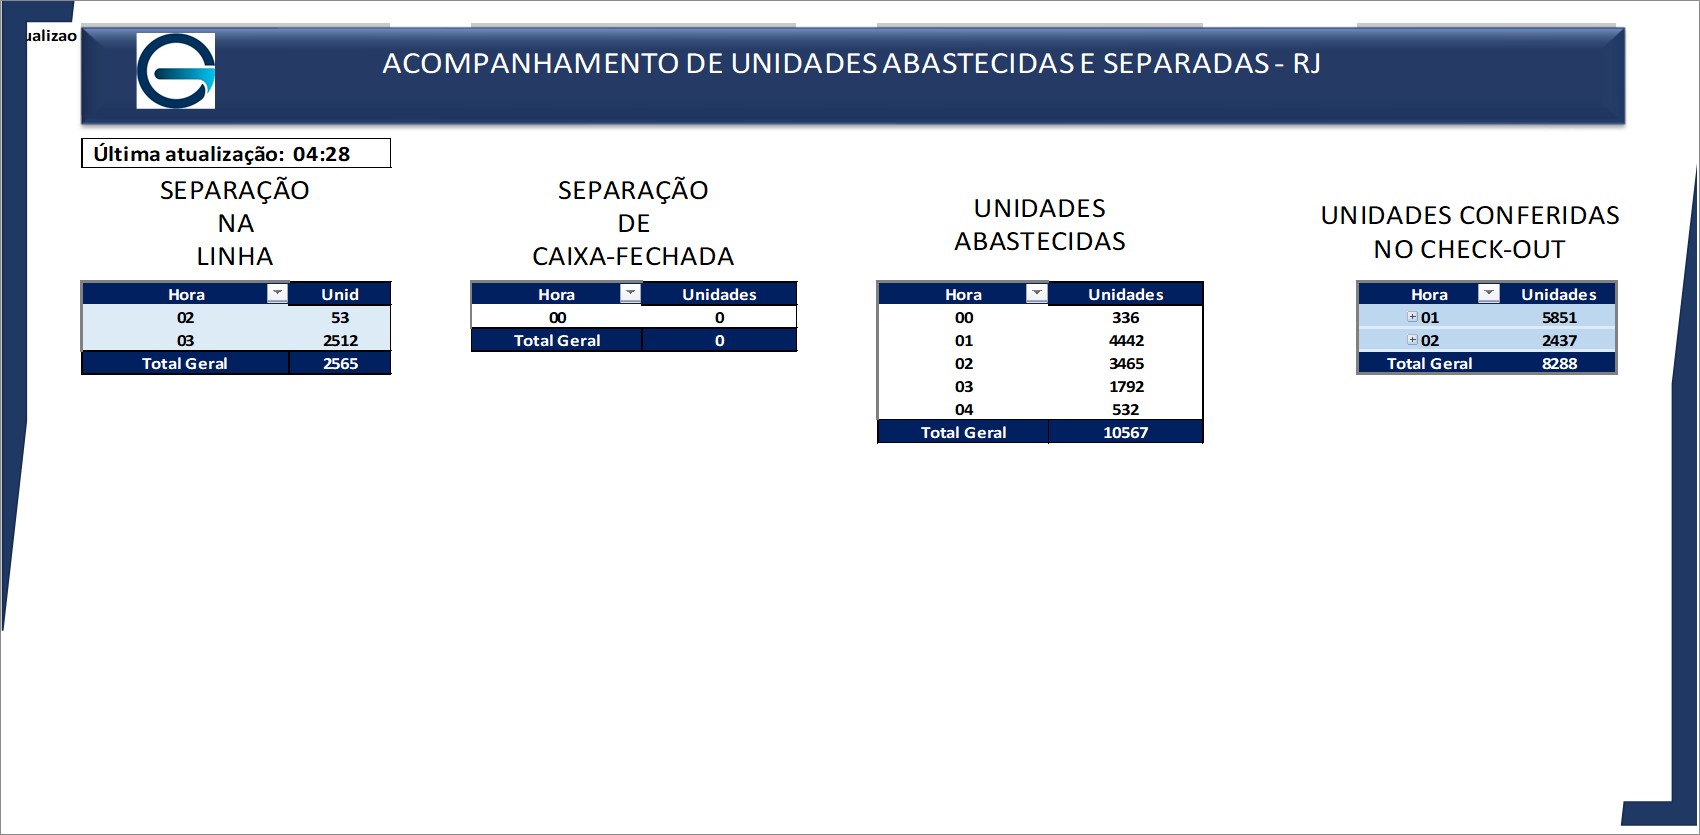 ualizao
ACOMPANHAMENTO DE UNIDADES ABASTECIDAS E SEPARADAS - RJ
Última atualização: 04:28
SEPARAÇÃO
NA
LINHA
Hora Unid
02 53
03 2512
Total Geral 2565
SEPARAÇÃO
DE
CAIXA-FECHADA
Hora Unidades
00 0
Total Geral 0
UNIDADES
ABASTECIDAS
Hora Unidades
00 336
01 4442
02 3465
03 1792
04 532
Total Geral 10567
UNIDADES CONFERIDAS
NO CHECK-OUT
Hora Unidades
01 5851
02 2437
Total Geral 8288